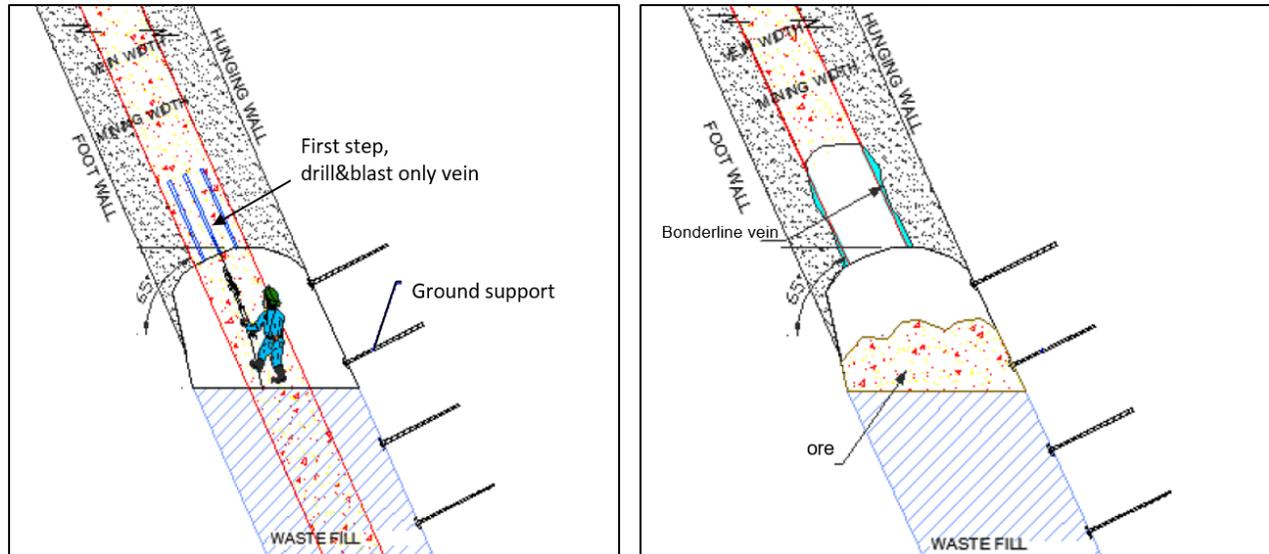 VEIN WIDTH
MINING WIDTH
HUNGING WALL
FOOT WALL
First step,
drill&blast only vein
65°
Ground support
WASTE FILL
VEIN WIDTH
MINING WIDTH
HUNGING WALL
FOOT WALL
Bonderline vein
65°
ore
WASTE FILL